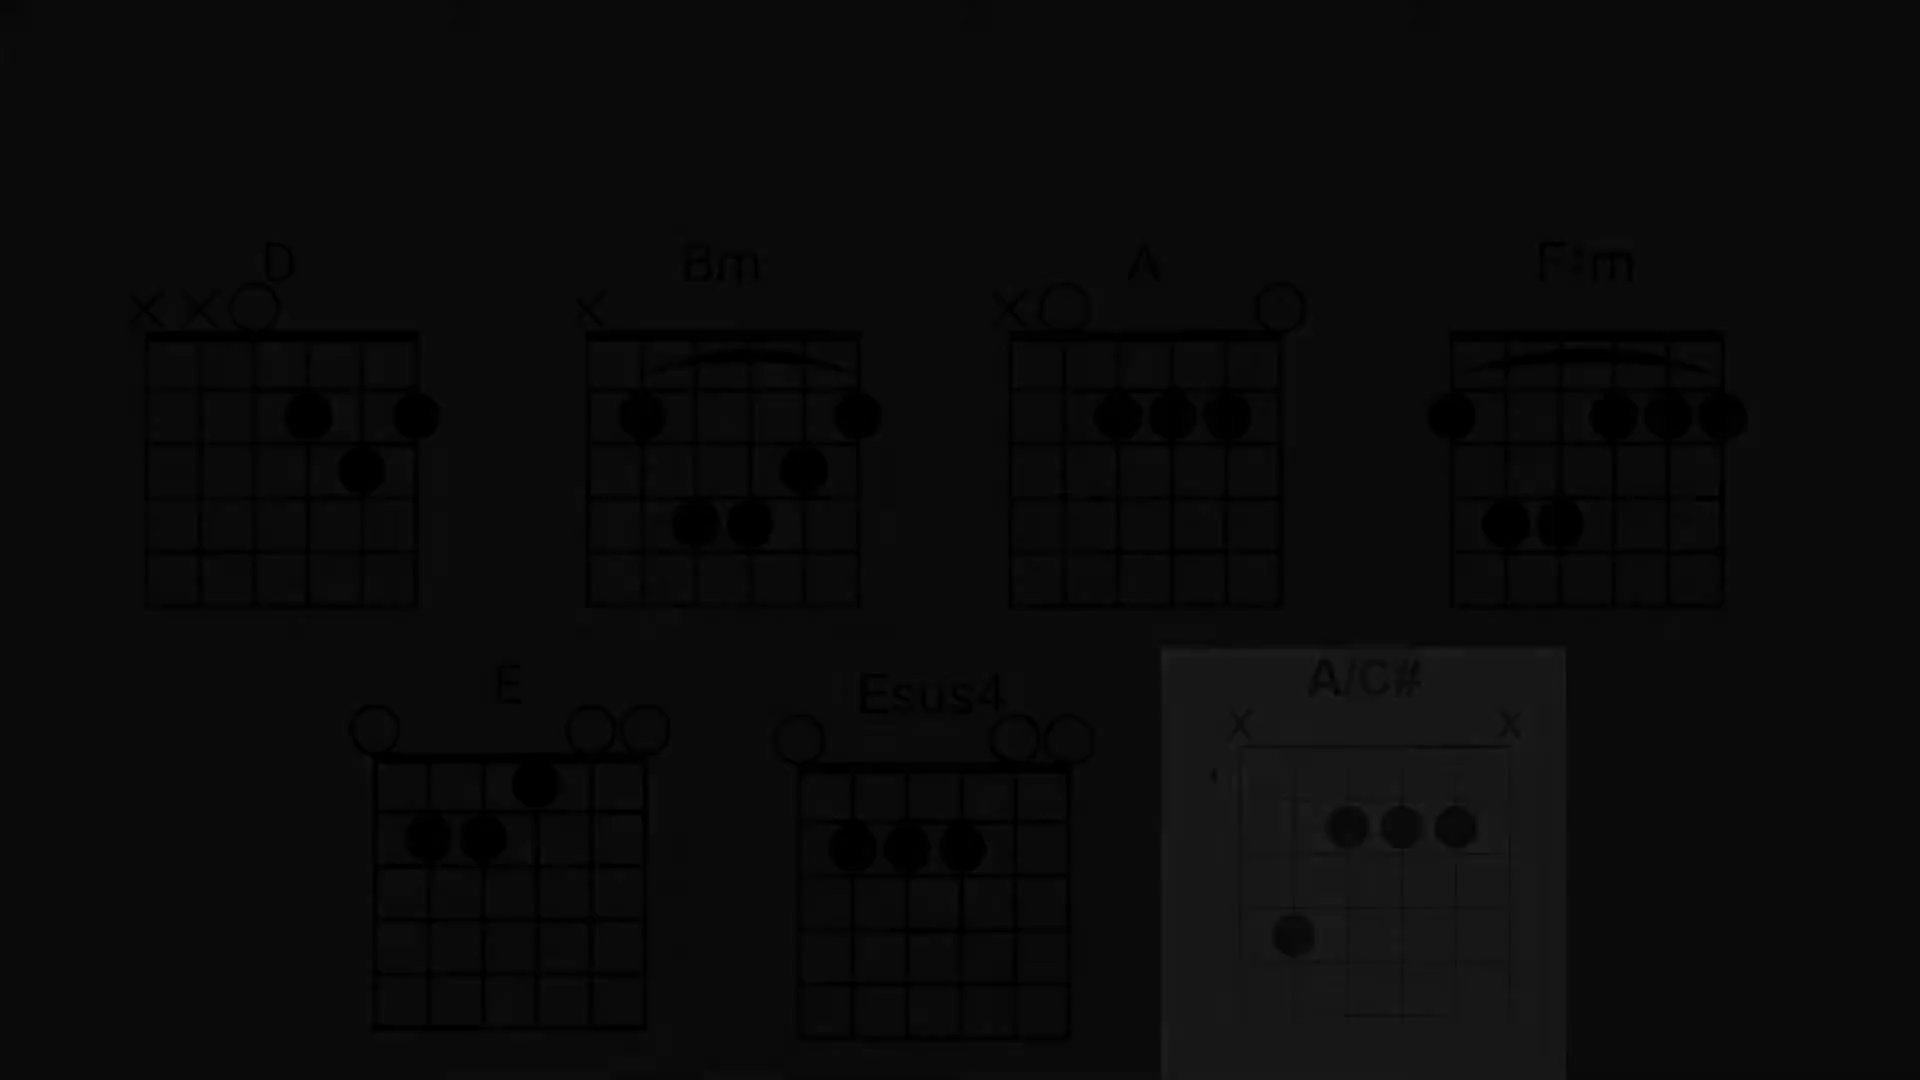 D Bm A F#m
X X O X X O O
E Esus4 A/C#
O O O O O O X X